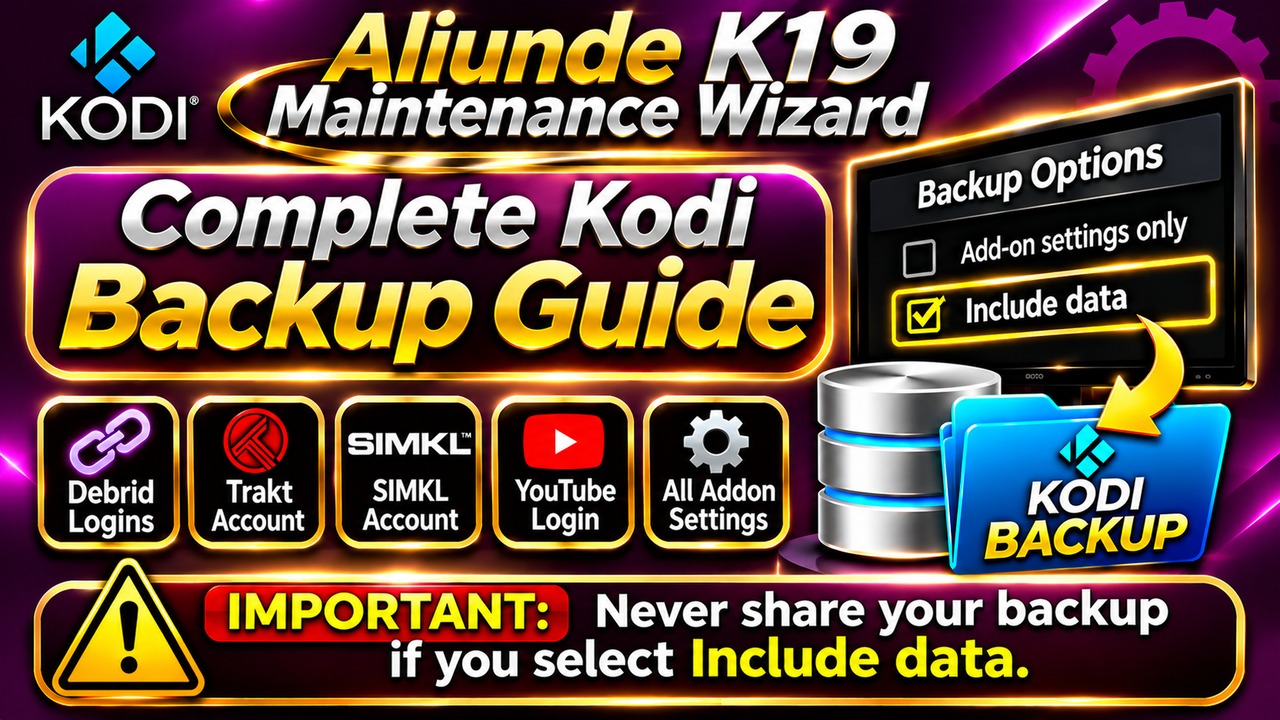 KODI®
Aliunde K19
Maintenance Wizard
Complete Kodi
Backup Guide
Backup Options
Add-on settings only
Include data
Debrid
Logins
Trakt
Account
SIMKL™
SIMKL
Account
YouTube
Login
All Addon
Settings
KODI
BACKUP
IMPORTANT: Never share your backup
if you select Include data.